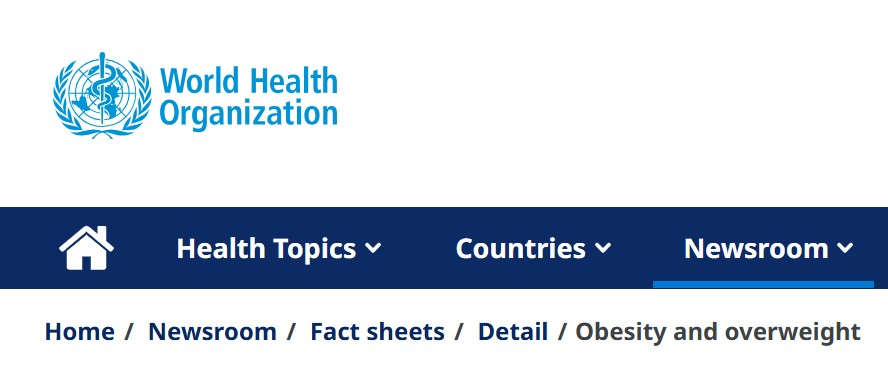 World Health
Organization
Health Topics Countries Newsroom
Home / Newsroom / Fact sheets / Detail / Obesity and overweight